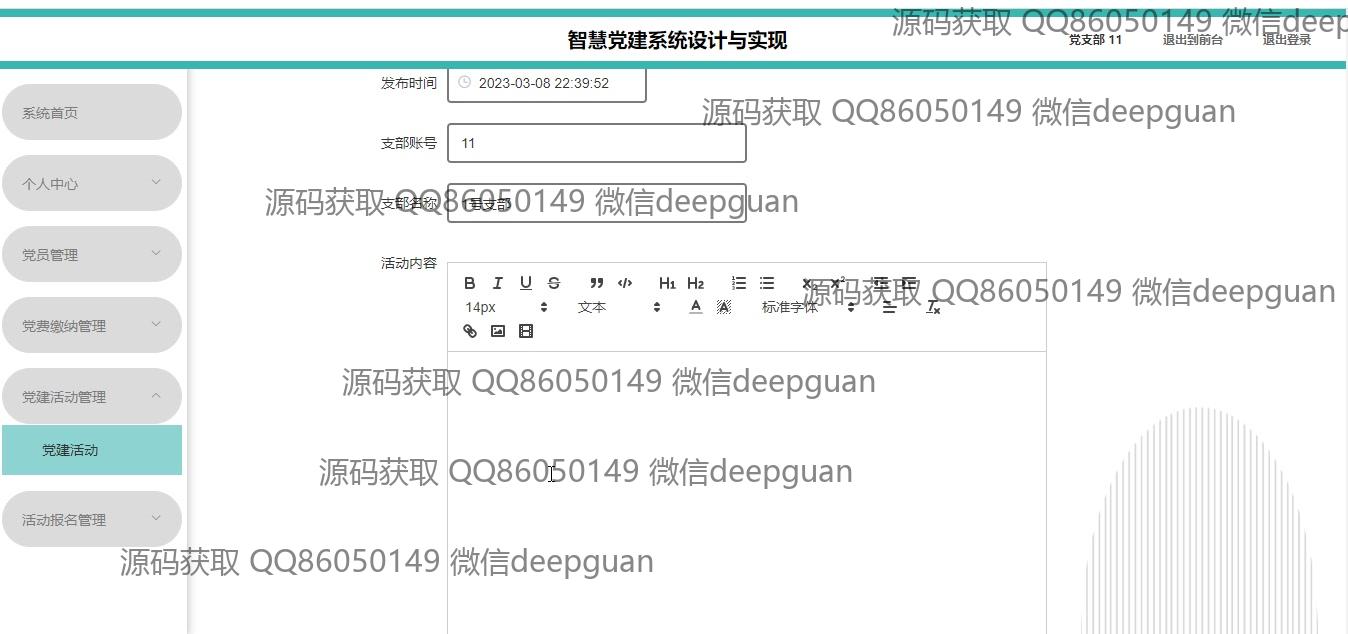 源码获取 QQ86050149 微信deep
智慧党建系统设计与实现
党支部 11
退出到前台
退出登录
系统首页
个人中心
党员管理
党费缴纳管理
党建活动管理
党建活动
活动报名管理
发布时间 2023-03-08 22:39:52
源码获取 QQ86050149 微信deepguan
支部账号 11
源码获取 QQ86050149 微信deepguan
支部名称 1号支部
活动内容
B I U S ” </> H1 H2 X₂ X²
源码获取 QQ86050149 微信deepguan
14px 文本 A A 标准字体 Tx
源码获取 QQ86050149 微信deepguan
源码获取 QQ86050149 微信deepguan
源码获取 QQ86050149 微信deepguan